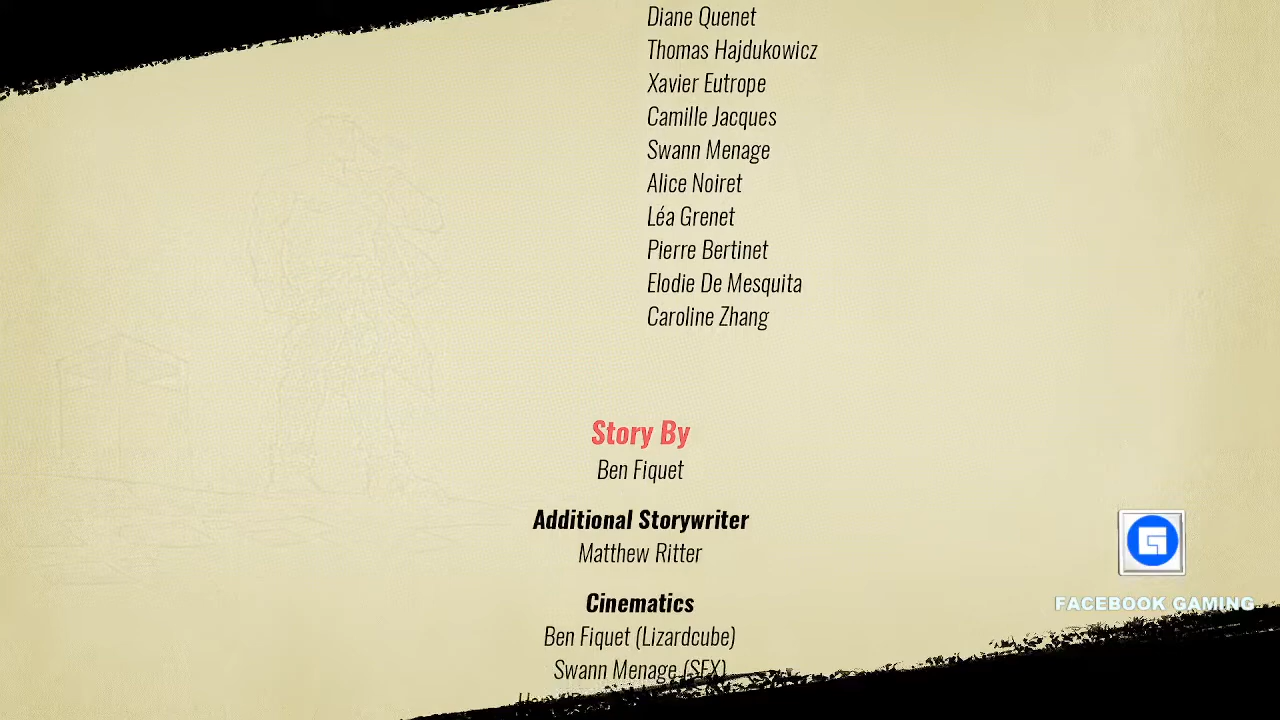 Diane Quenet
Thomas Hajdukowicz
Xavier Eutrope
Camille Jacques
Swann Menage
Alice Noiret
Léa Grenet
Pierre Bertinet
Elodie De Mesquita
Caroline Zhang
Story By
Ben Fiquet
Additional Storywriter
Matthew Ritter
Cinematics
Ben Fiquet (Lizardcube)
Swann Menage (SFX)
FACEBOOK GAMING